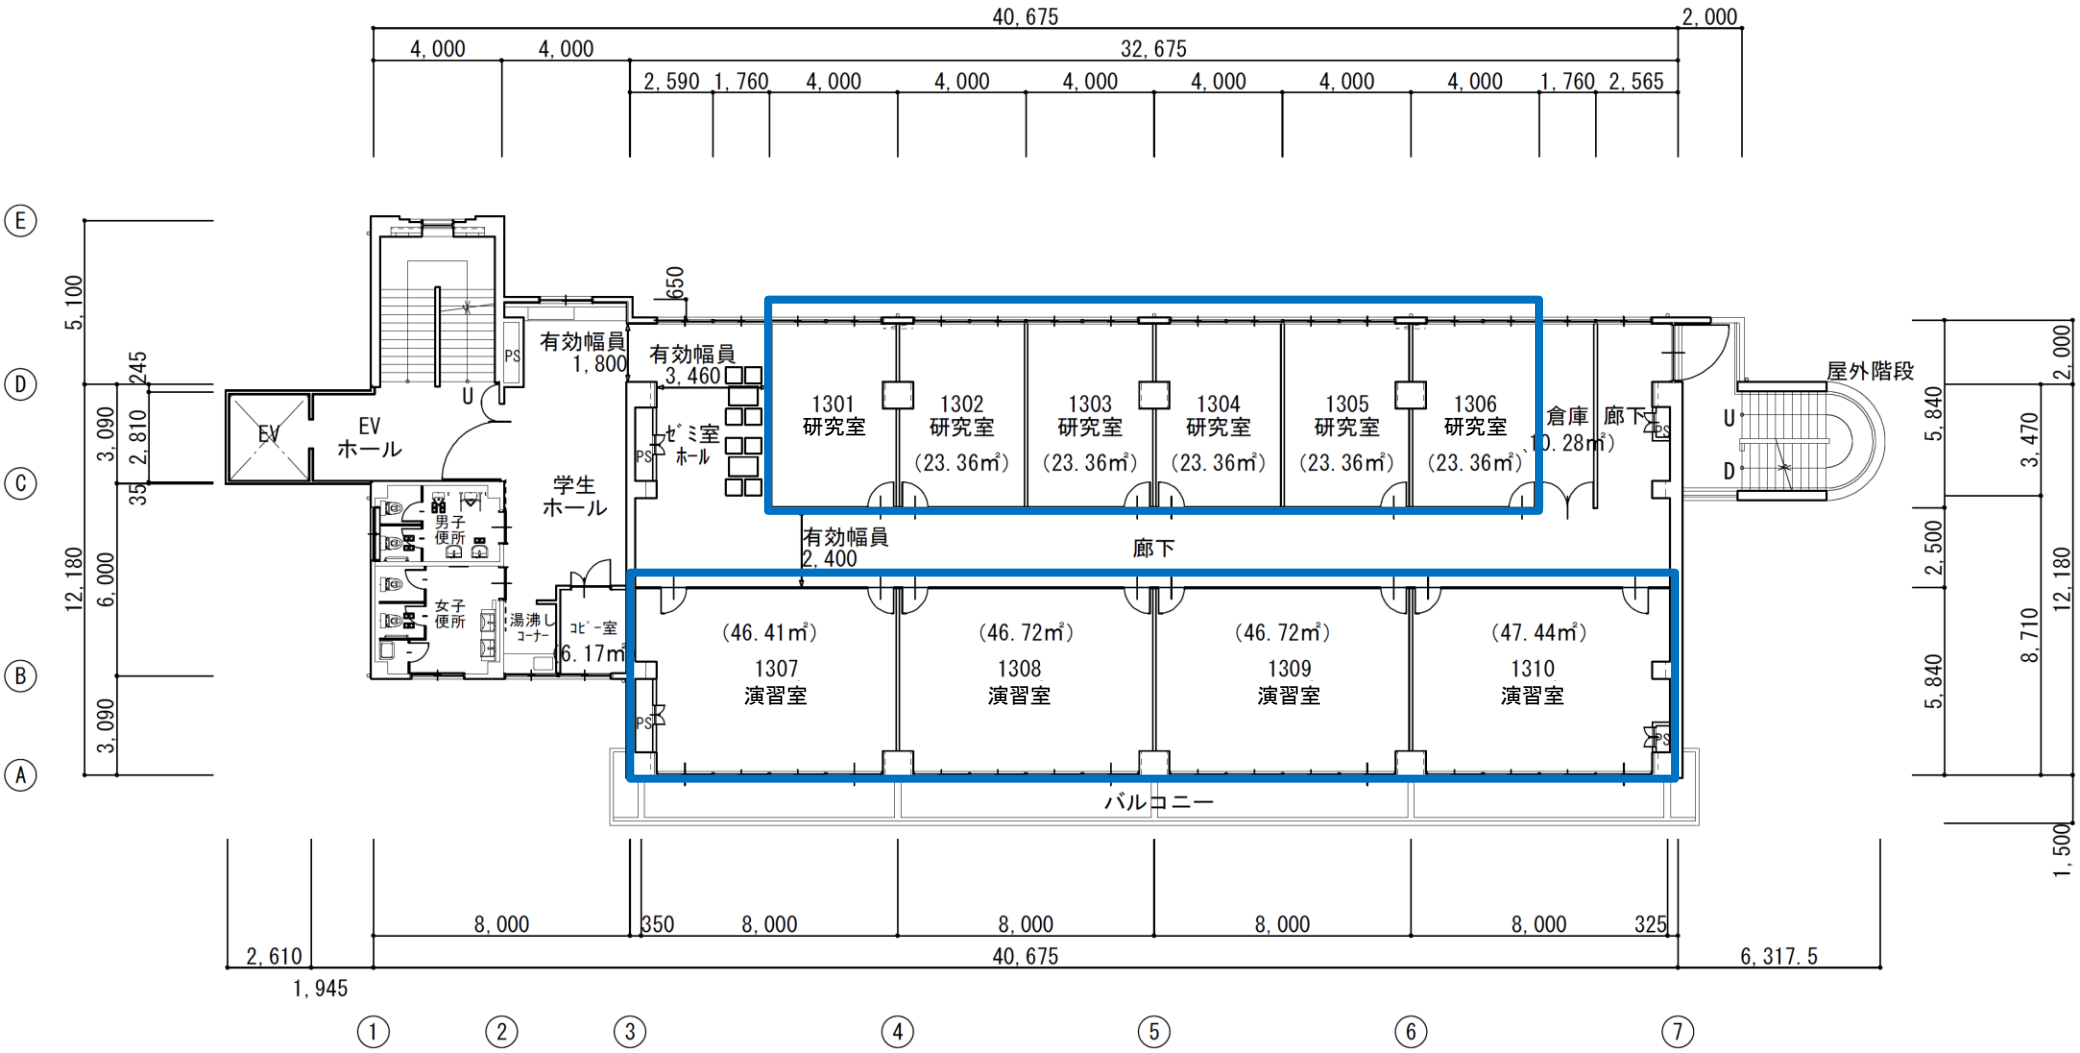 40,675
2,000
4,000
4,000
32,675
2,590
1,760
4,000
4,000
4,000
4,000
4,000
4,000
1,760
2,565
E
D
C
B
A
5,100
245
3,090
2,810
35
12,180
6,000
3,090
650
有効幅員
1,800
有効幅員
3,460
PS
U
EV
EV
ホール
学生
ホール
PS
ゼミ室
ホール
1301
研究室
1302
研究室
(23.36㎡)
1303
研究室
(23.36㎡)
1304
研究室
(23.36㎡)
1305
研究室
(23.36㎡)
1306
研究室
(23.36㎡)
倉庫
10.28㎡)
廊下
PS
屋外階段
U
D
男子
便所
女子
便所
湯沸し
コーナー
コピー室
6.17㎡
有効幅員
2,400
廊下
(46.41㎡)
1307
演習室
(46.72㎡)
1308
演習室
(46.72㎡)
1309
演習室
(47.44㎡)
1310
演習室
PS
PS
バルコニー
5,840
2,500
5,840
3,470
8,710
2,000
12,180
1,500
8,000
350
8,000
8,000
8,000
8,000
325
2,610
1,945
40,675
6,317.5
1
2
3
4
5
6
7